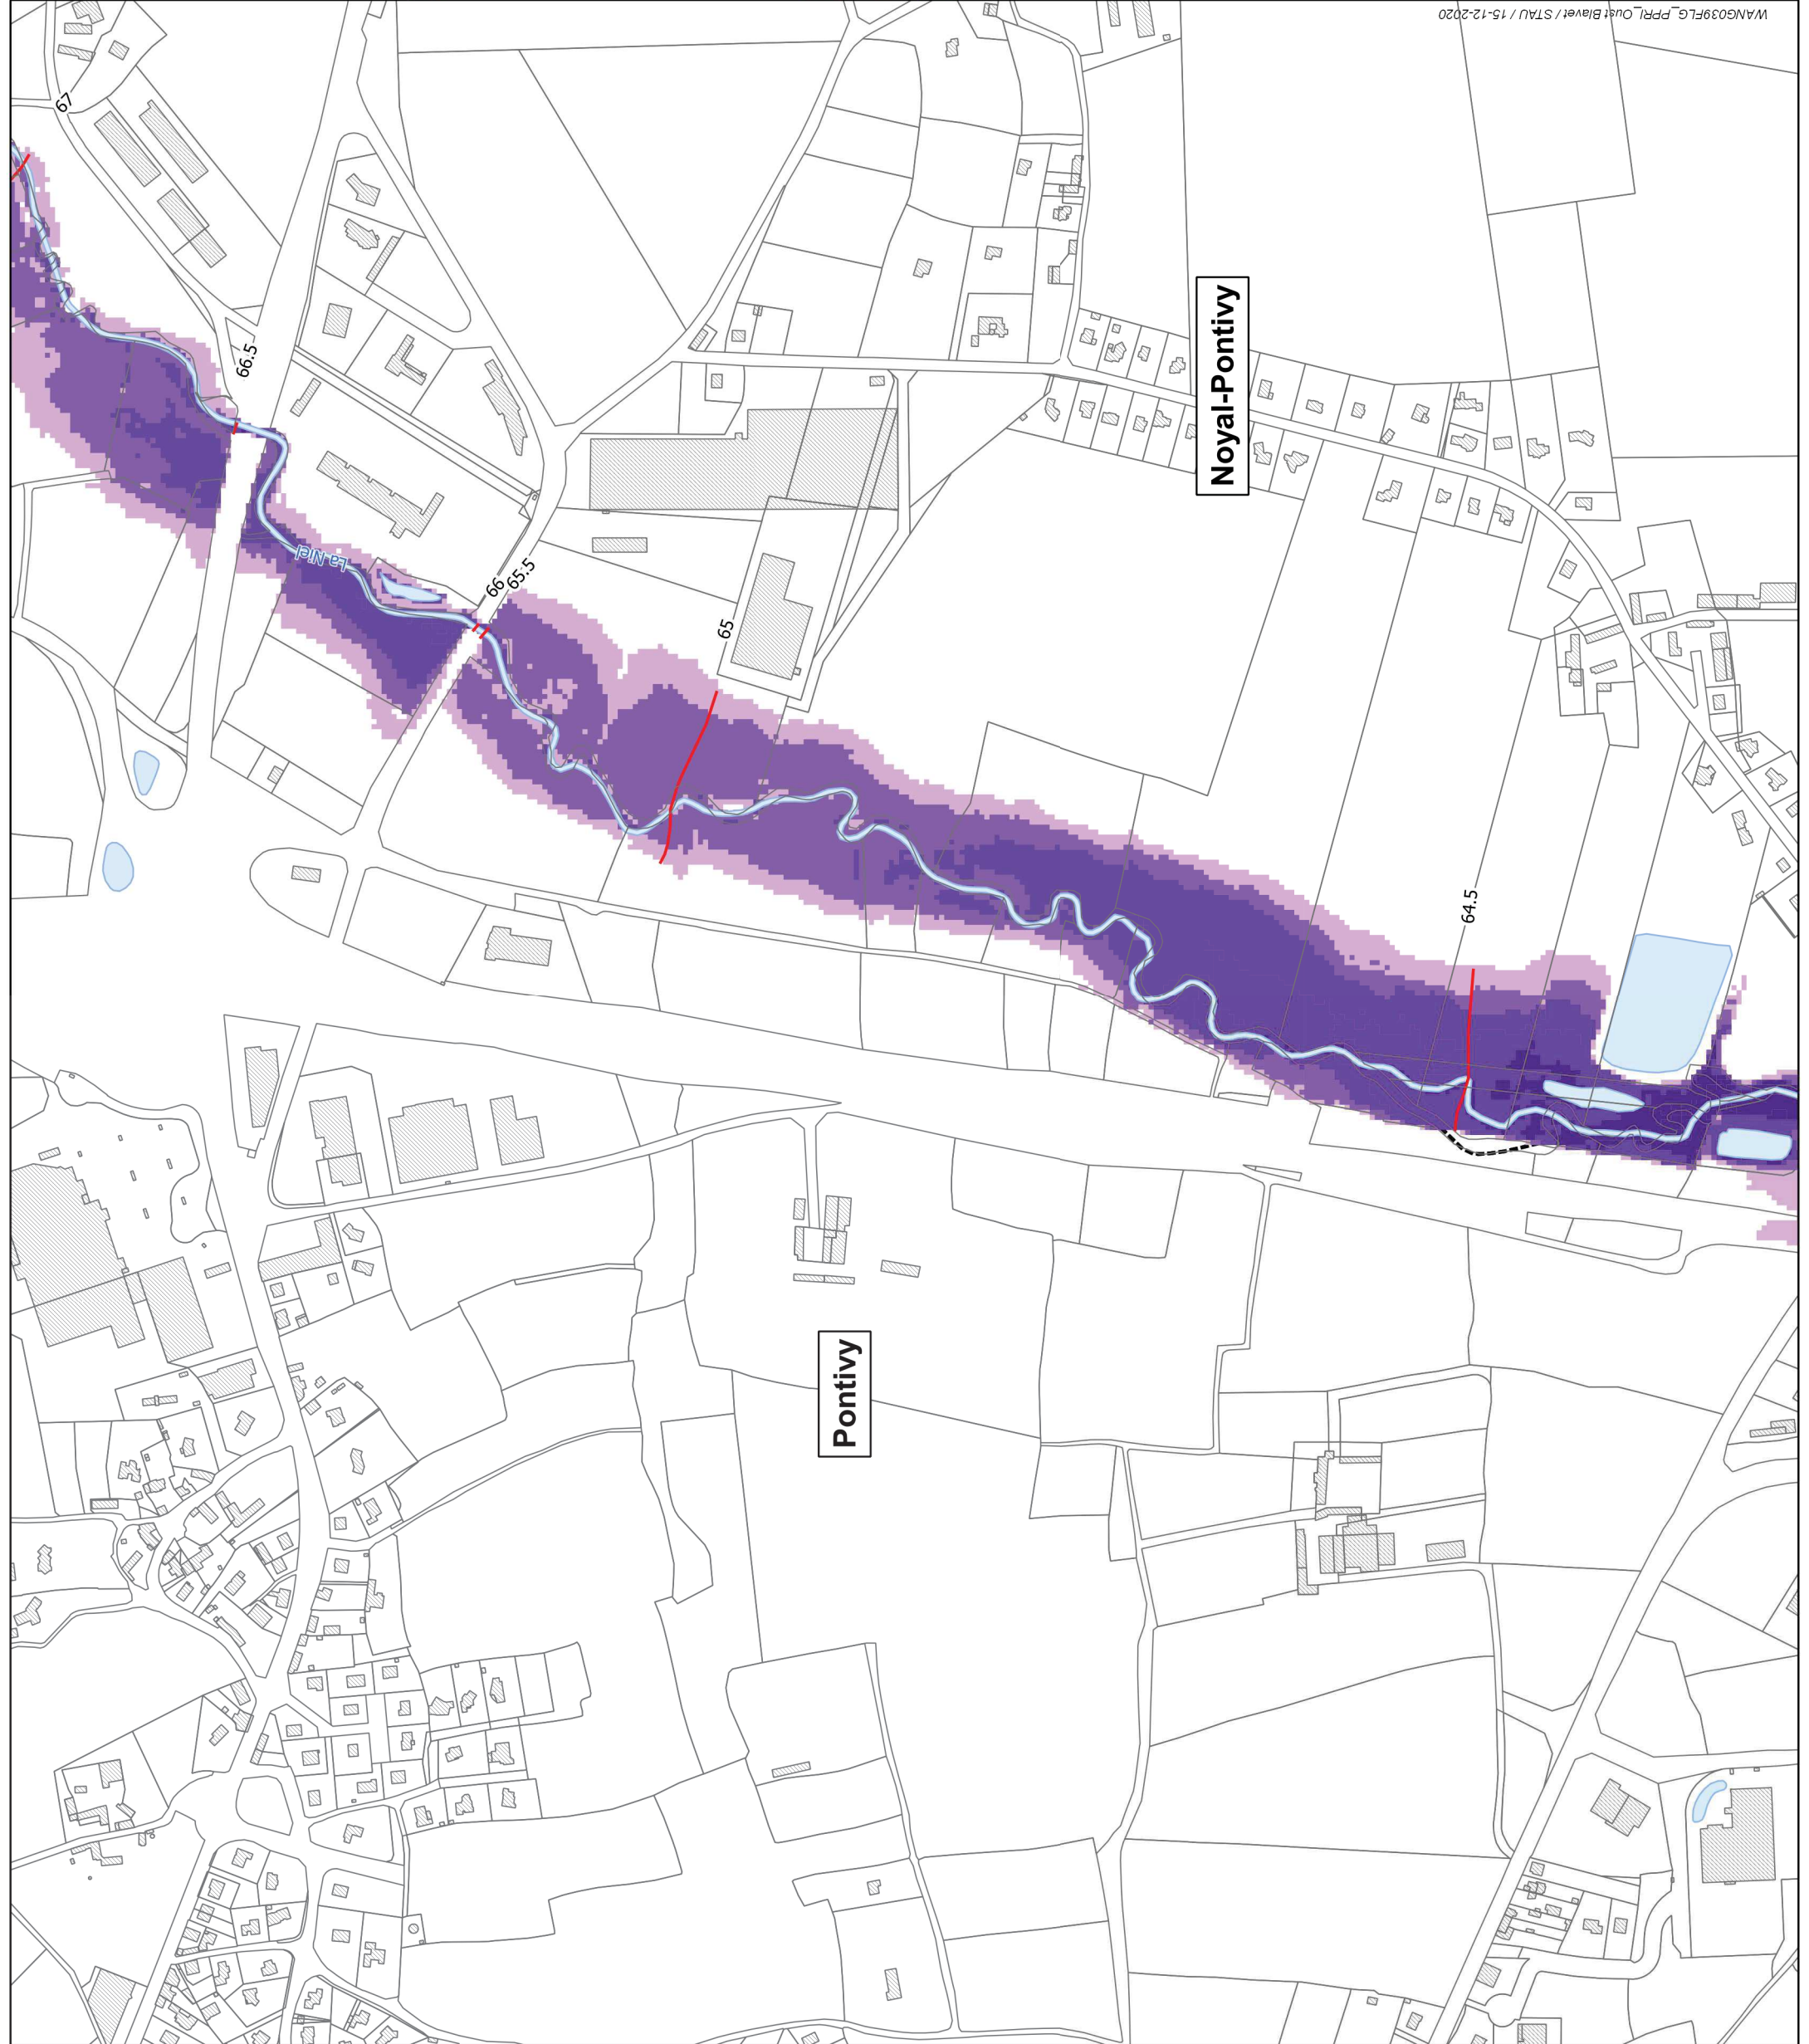 WANG039FLG_PPRI_Oust Blavet / STAU / 15-12-2020
67
66.5
La Niel
66
65.5
65
Noyal-Pontivy
64.5
Pontivy